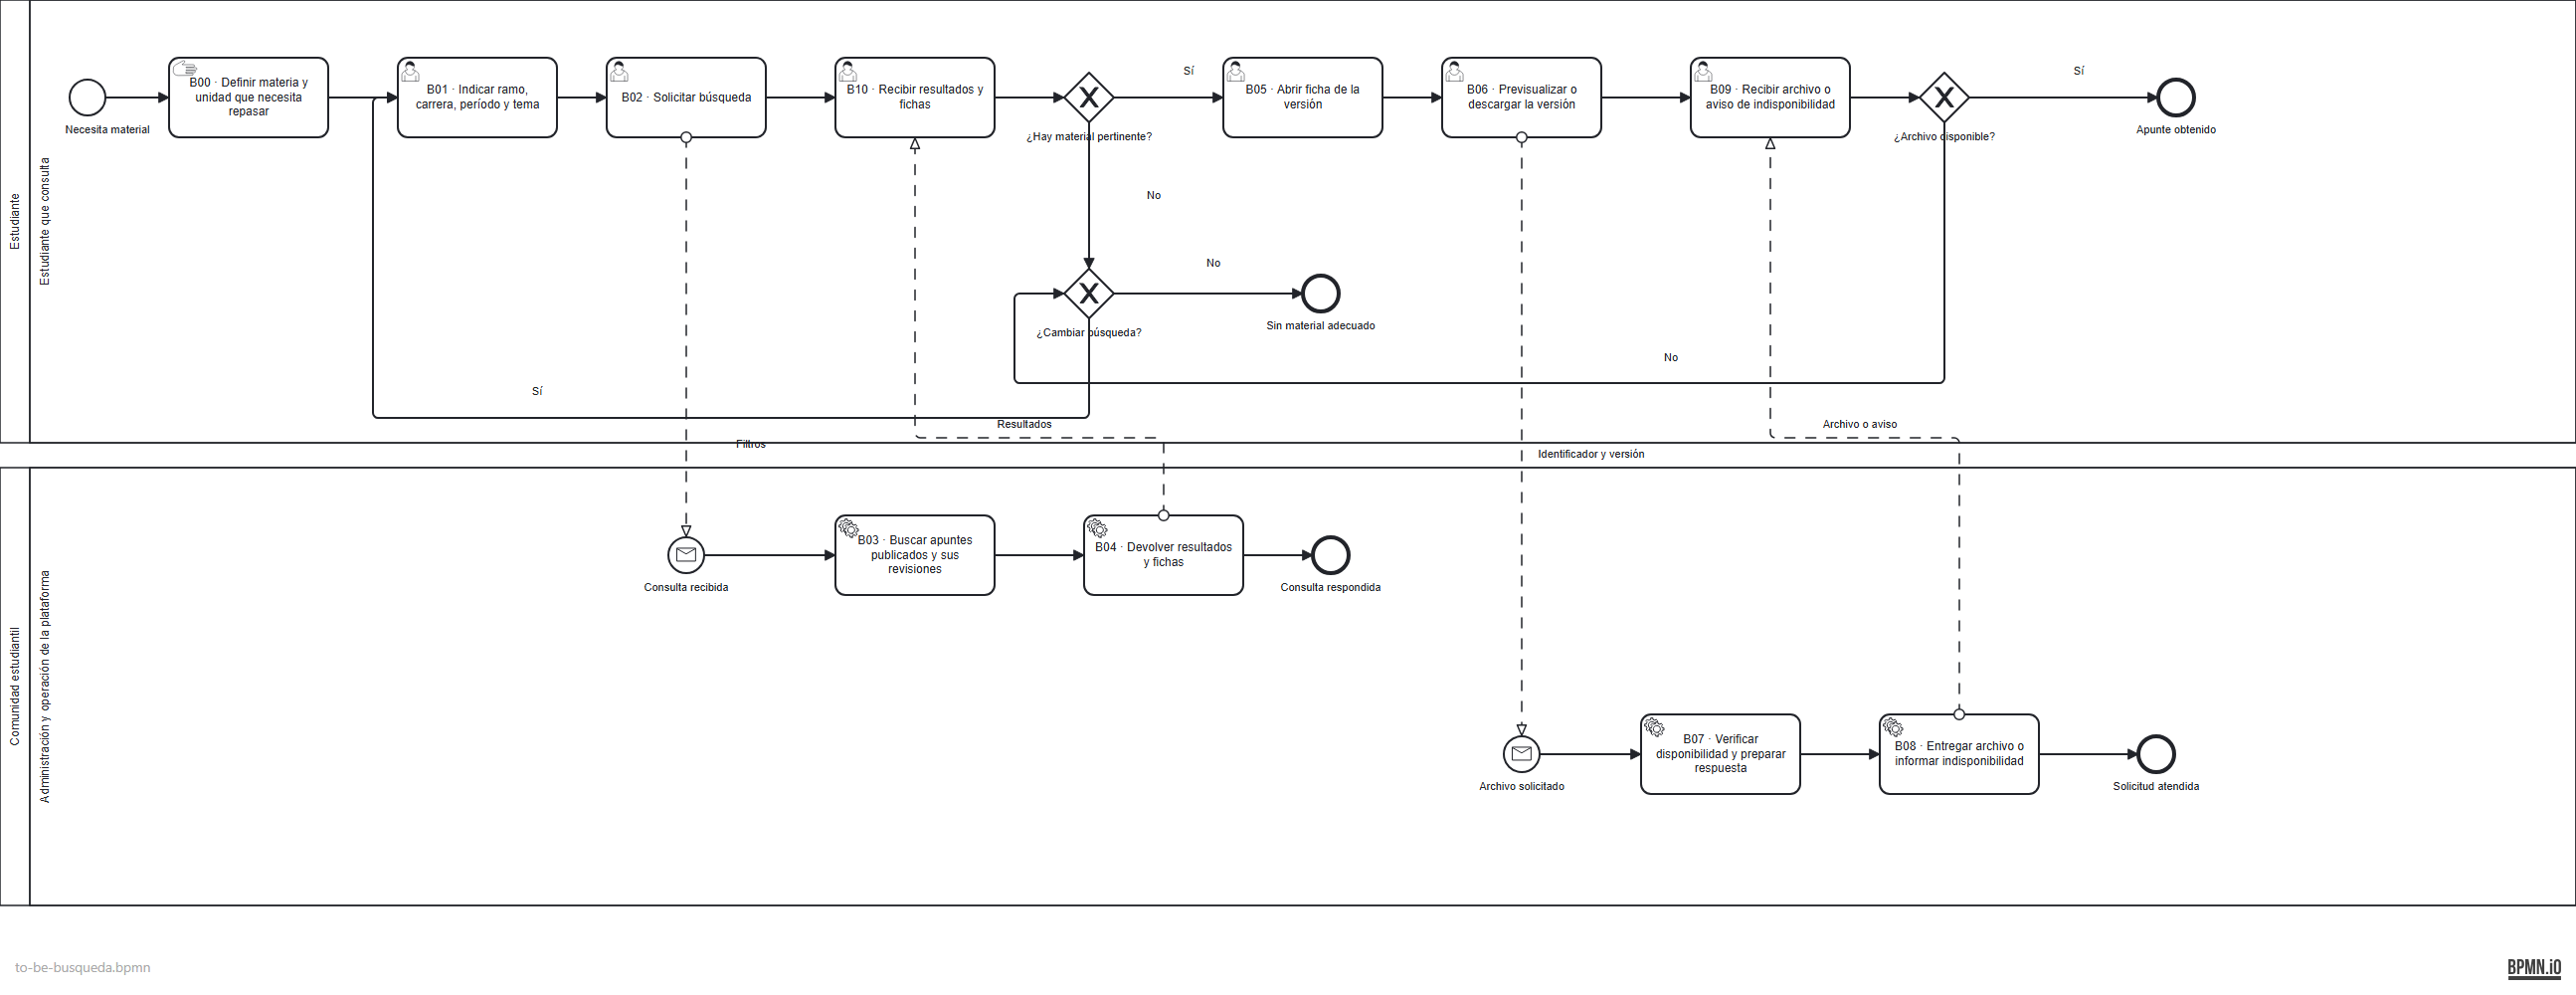 Estudiante
Estudiante que consulta
Necesita material
B00 · Definir materia y
unidad que necesita
repasar
B01 · Indicar ramo,
carrera, período y tema
B02 · Solicitar búsqueda
B10 · Recibir resultados y
fichas
¿Hay material pertinente?
Sí
B05 · Abrir ficha de la
versión
B06 · Previsualizar o
descargar la versión
B09 · Recibir archivo o
aviso de indisponibilidad
¿Archivo disponible?
Sí
Apunte obtenido
No
No
¿Cambiar búsqueda?
Sin material adecuado
No
Sí
Resultados
Archivo o aviso
Filtros
Identificador y versión
Comunidad estudiantil
Administración y operación de la plataforma
Consulta recibida
B03 · Buscar apuntes
publicados y sus
revisiones
B04 · Devolver resultados
y fichas
Consulta respondida
Archivo solicitado
B07 · Verificar
disponibilidad y preparar
respuesta
B08 · Entregar archivo o
informar indisponibilidad
Solicitud atendida
to-be-busqueda.bpmn
BPMN.iO